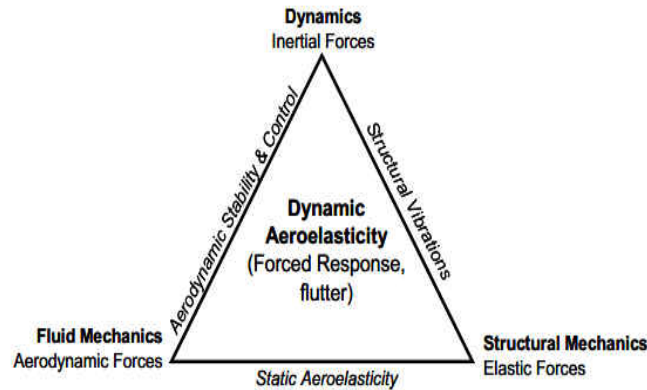 Dynamics
Inertial Forces
Aerodynamic Stability & Control
Structural Vibrations
Dynamic
Aeroelasticity
(Forced Response,
flutter)
Fluid Mechanics
Aerodynamic Forces
Structural Mechanics
Elastic Forces
Static Aeroelasticity